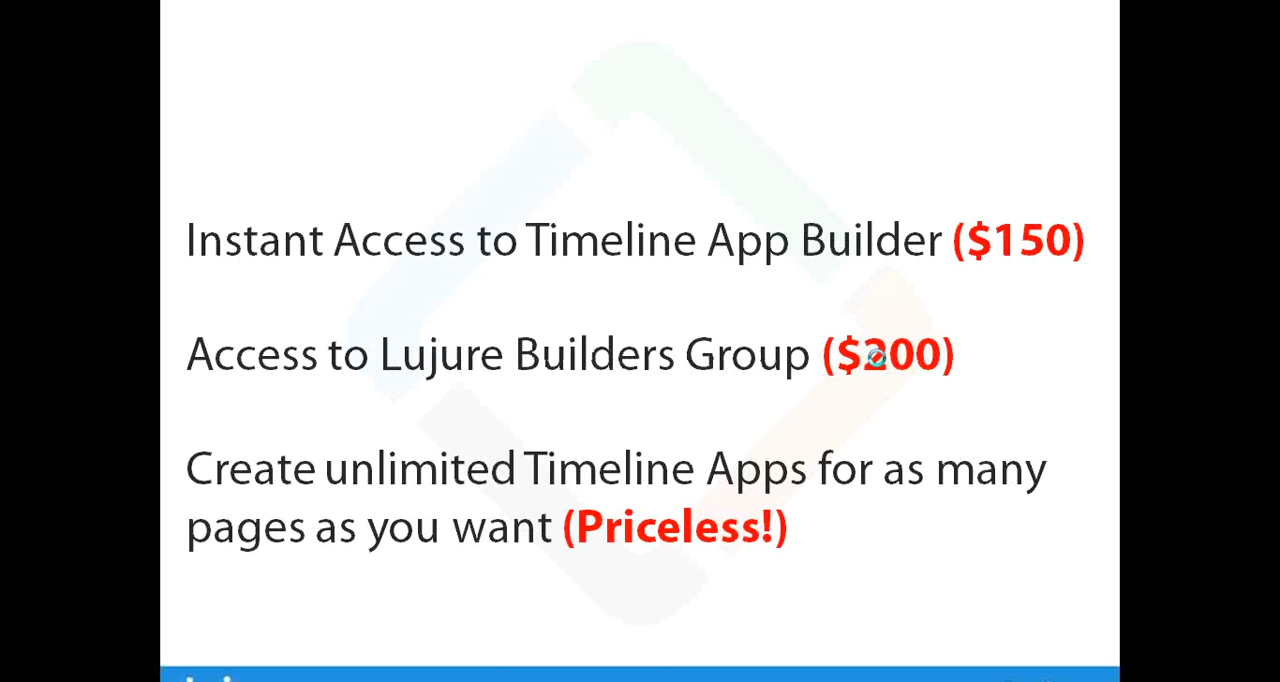 Instant Access to Timeline App Builder ($150)
Access to Lujure Builders Group ($200)
Create unlimited Timeline Apps for as many
pages as you want (Priceless!)